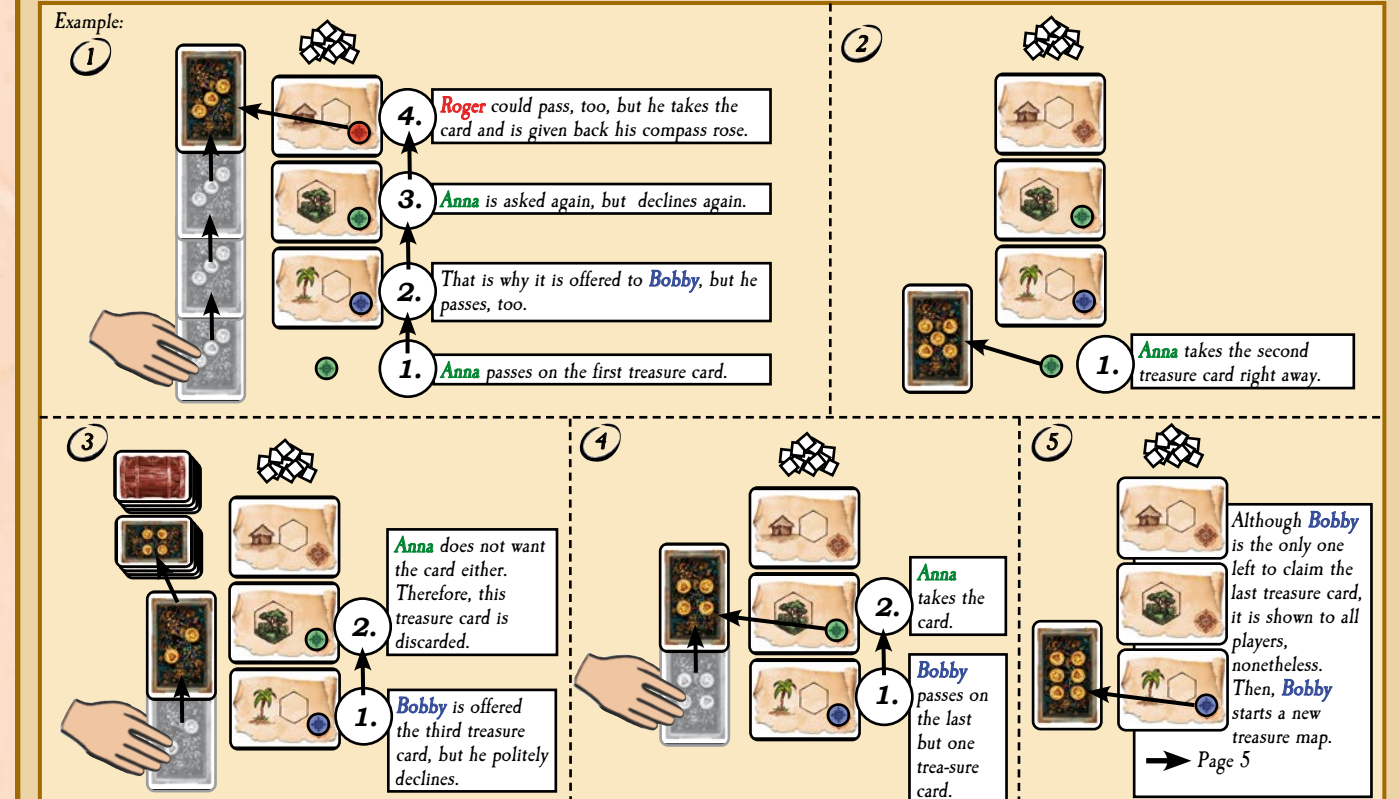 Example:
1
4.
Roger could pass, too, but he takes the
card and is given back his compass rose.
3.
Anna is asked again, but declines again.
2.
That is why it is offered to Bobby, but he
passes, too.
1.
Anna passes on the first treasure card.
2
1.
Anna takes the second
treasure card right away.
3
Anna does not want
the card either.
Therefore, this
treasure card is
discarded.
2.
1.
Bobby is offered
the third treasure
card, but he politely
declines.
4
2.
Anna
takes the
card.
1.
Bobby
passes on
the last
but one
trea-sure
card.
5
Although Bobby
is the only one
left to claim the
last treasure card,
it is shown to all
players,
nonetheless.
Then, Bobby
starts a new
treasure map.
Page 5